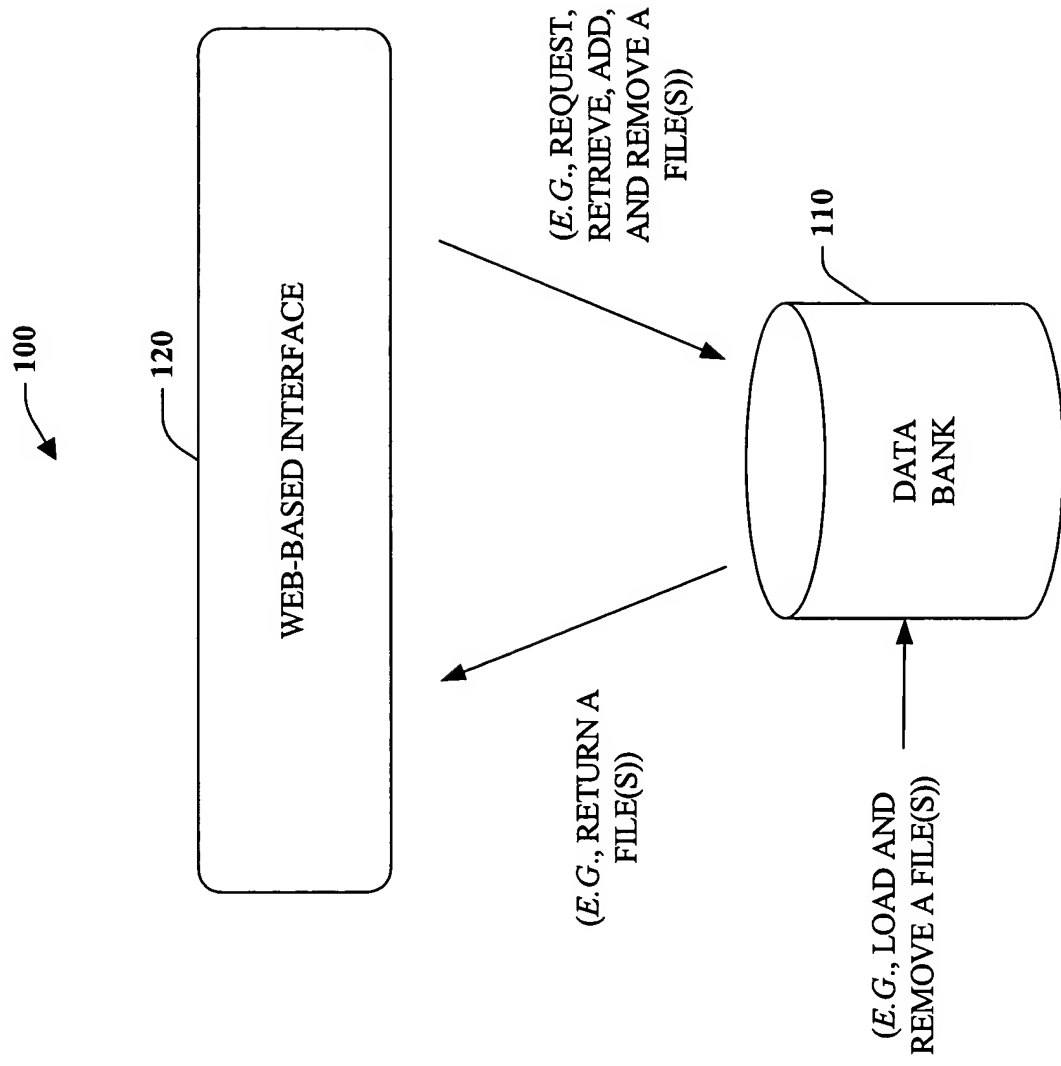 100
120
WEB-BASED INTERFACE
(E.G., RETURN A
FILE(S))
(E.G., REQUEST,
RETRIEVE, ADD,
AND REMOVE A
FILE(S))
110
DATA
BANK
(E.G., LOAD AND
REMOVE A FILE(S))